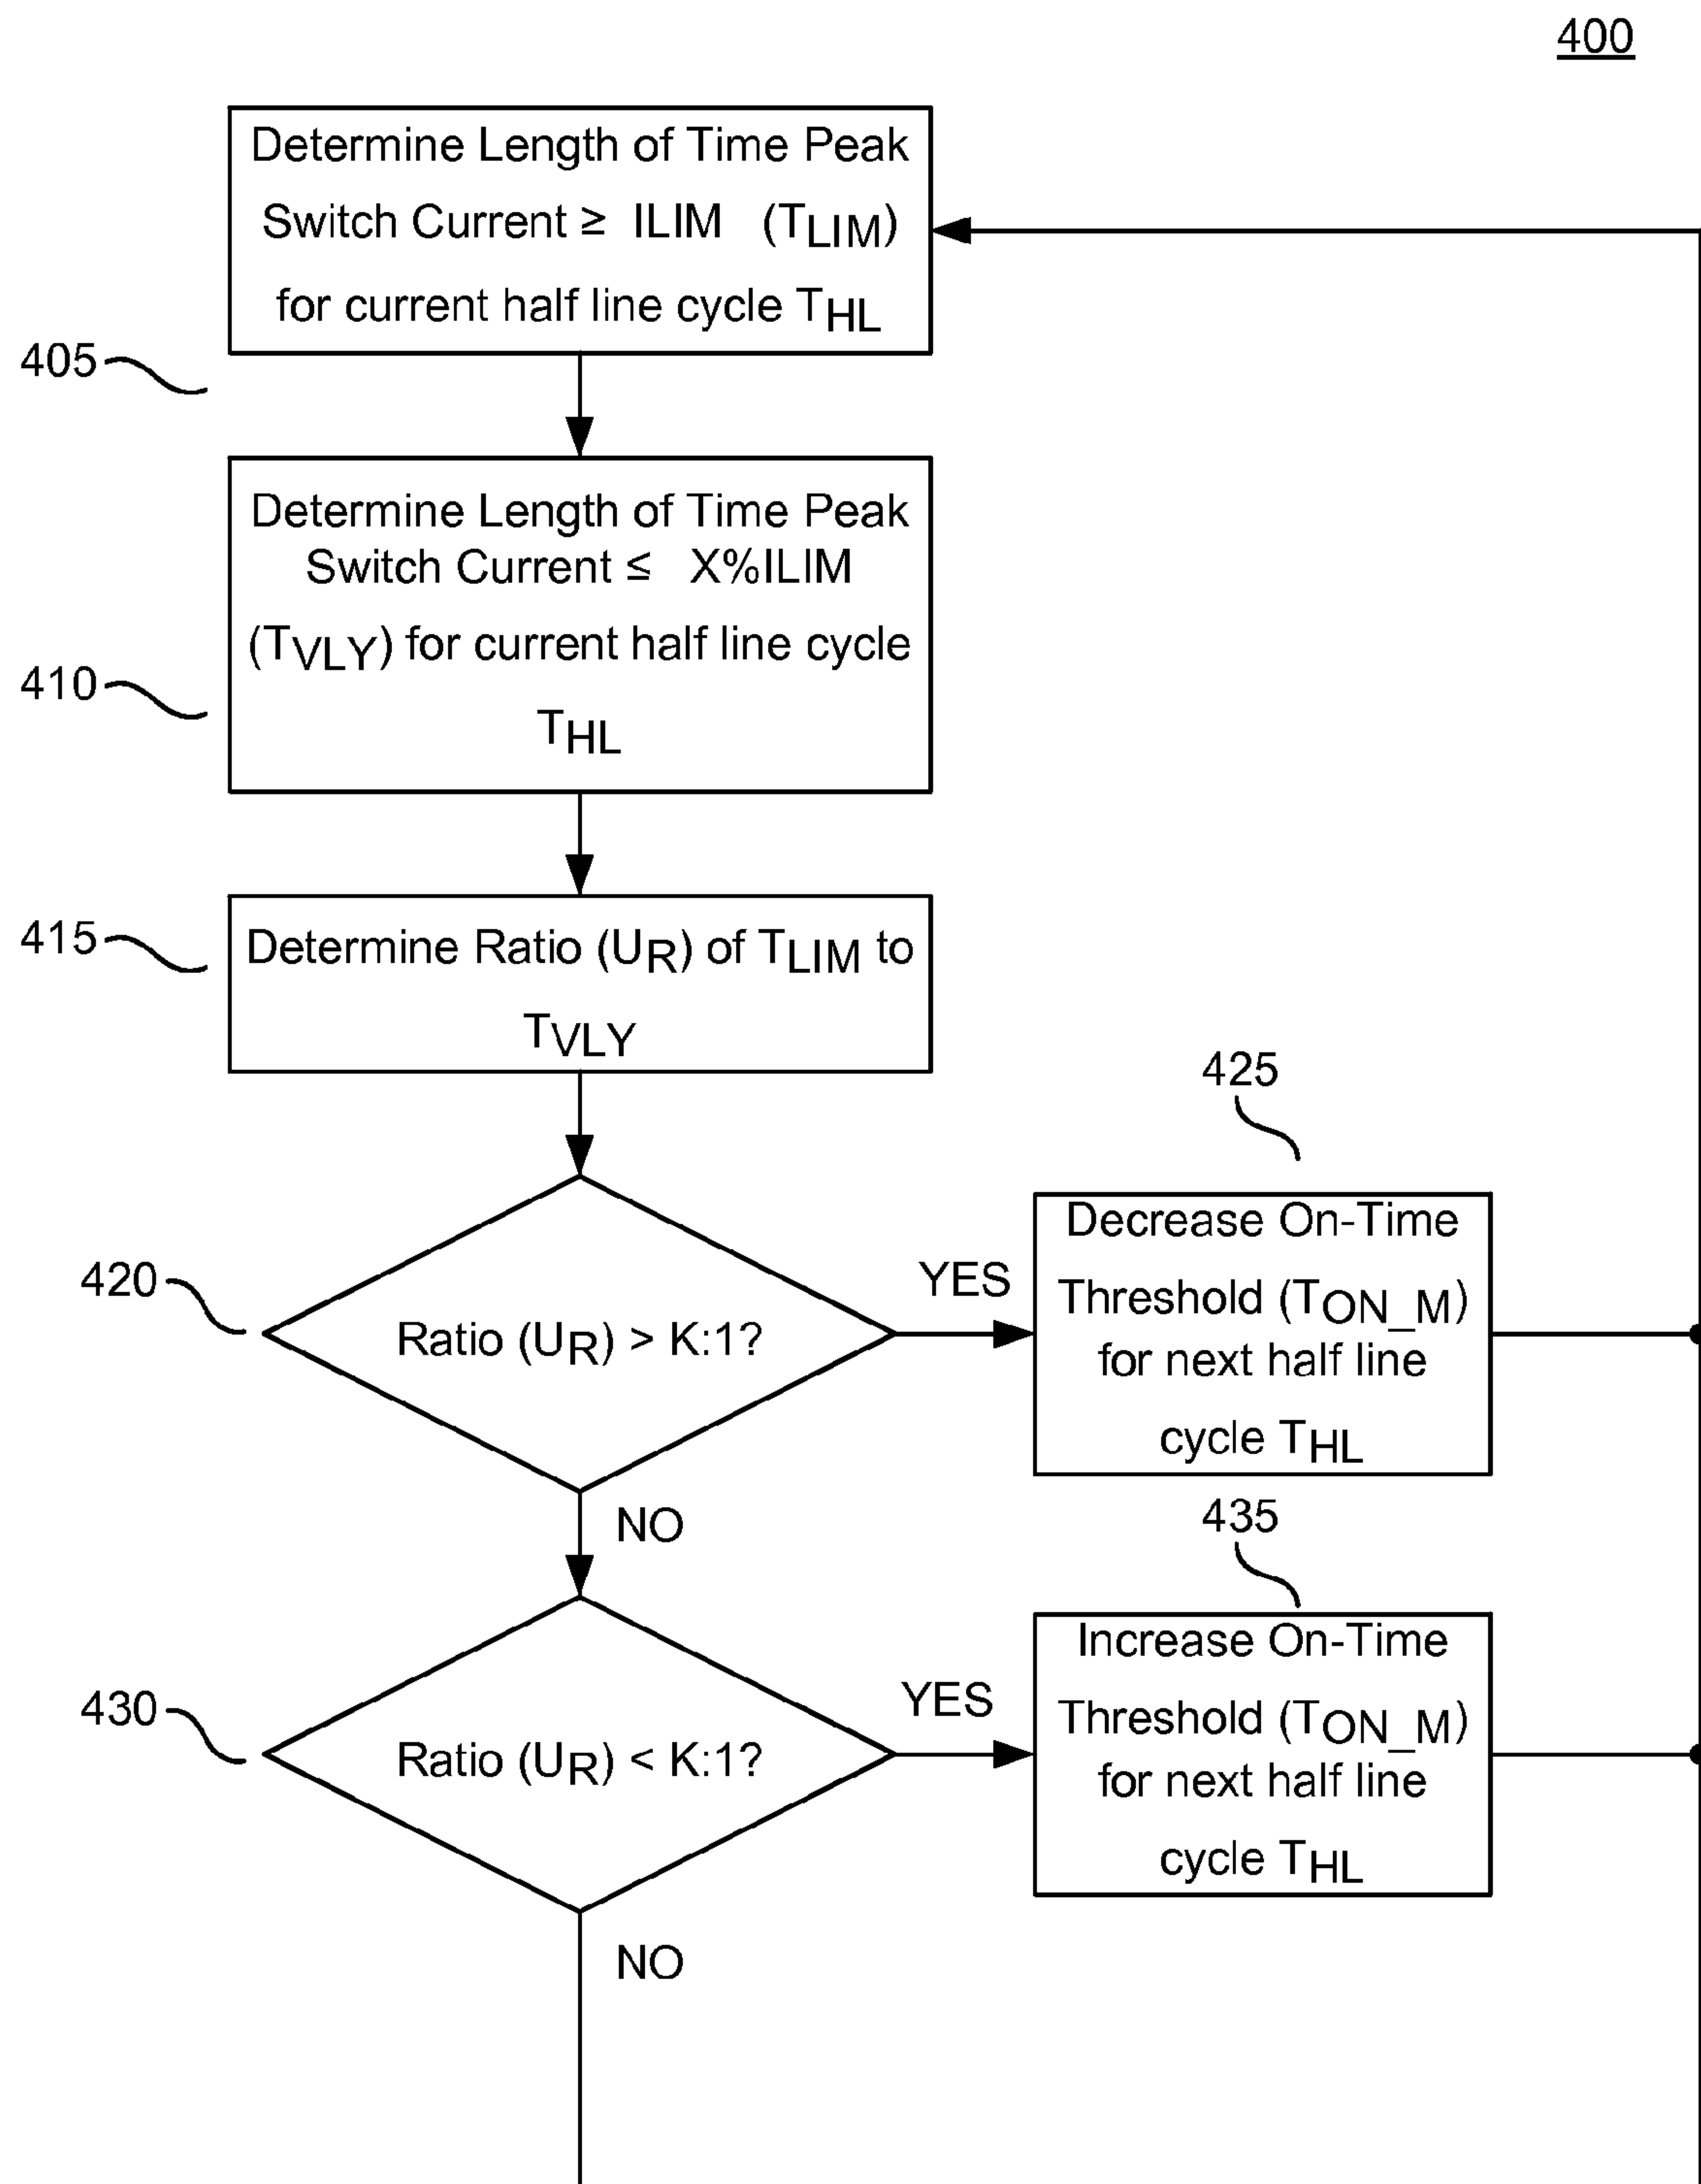 400
Determine Length of Time Peak
Switch Current ≥ ILIM (TLIM)
for current half line cycle THL
405
Determine Length of Time Peak
Switch Current ≤ X%ILIM
(TVLY) for current half line cycle
THL
410
415
Determine Ratio (UR) of TLIM to
TVLY
425
Decrease On-Time
Threshold (TON_M)
for next half line
cycle THL
420
Ratio (UR) > K:1?
YES
NO
435
Increase On-Time
Threshold (TON_M)
for next half line
cycle THL
430
Ratio (UR) < K:1?
YES
NO